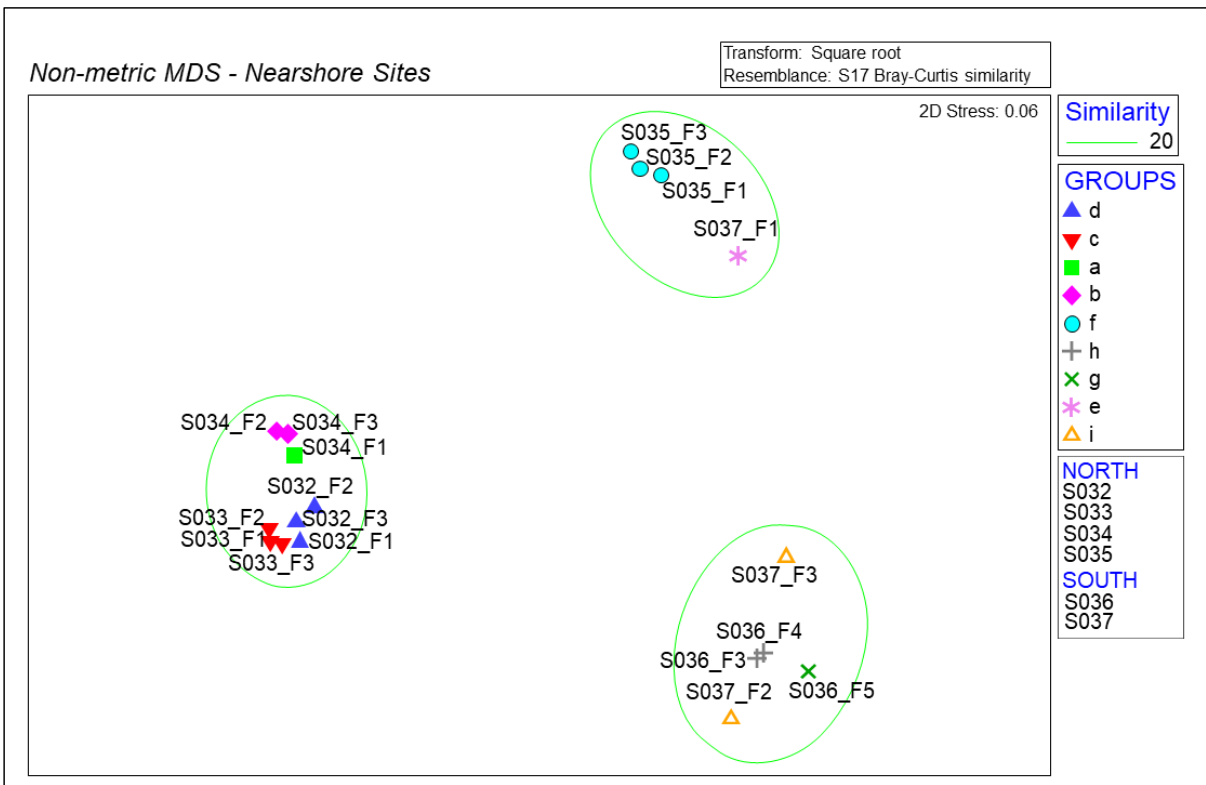 Non-metric MDS - Nearshore Sites
Transform: Square root
Resemblance: S17 Bray-Curtis similarity
2D Stress: 0.06
S035_F3
S035_F2
S035_F1
S037_F1
S034_F2
S034_F3
S034_F1
S032_F2
S033_F2
S032_F3
S033_F1
S032_F1
S033_F3
S037_F3
S036_F4
S036_F3
S037_F2
S036_F5
Similarity
20
GROUPS
d
c
a
b
f
h
g
e
i
NORTH
S032
S033
S034
S035
SOUTH
S036
S037